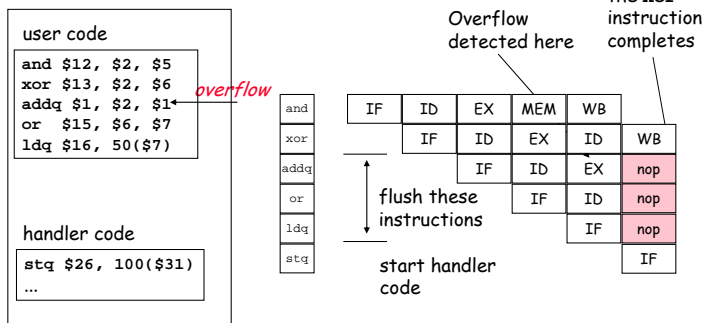 user code
and $12, $2, $5
xor $13, $2, $6
addq $1, $2, $1
or $15, $6, $7
ldq $16, 50($7)
overflow
handler code
stq $26, 100($31)
...
Overflow
detected here
instruction
completes
and IF ID EX MEM WB
xor IF ID EX ID WB
addq IF ID EX nop
or IF ID nop
ldq IF nop
stq IF
flush these
instructions
start handler
code